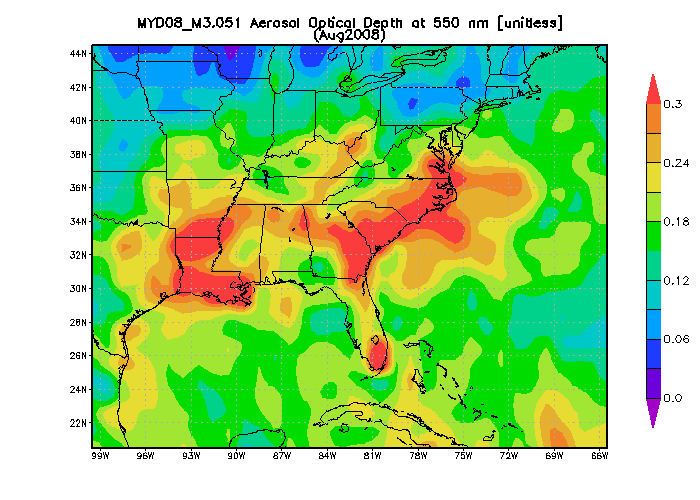 MYD08_M3.051 Aerosol Optical Depth at 550 nm [unitless]
(Aug2008)
44N
42N
40N
38N
36N
34N
32N
30N
28N
26N
24N
22N
99W 96W 93W 90W 87W 84W 81W 78W 75W 72W 69W 66W
0.3
0.24
0.18
0.12
0.06
0.0